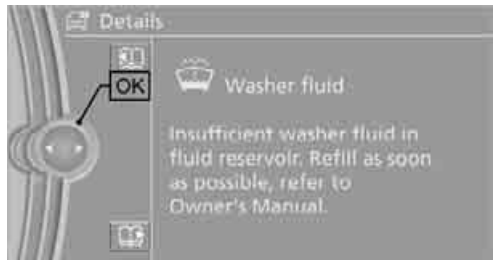 Details
OK
Washer fluid
Insufficient washer fluid in
fluid reservoir. Refill as soon
as possible, refer to
Owner's Manual.